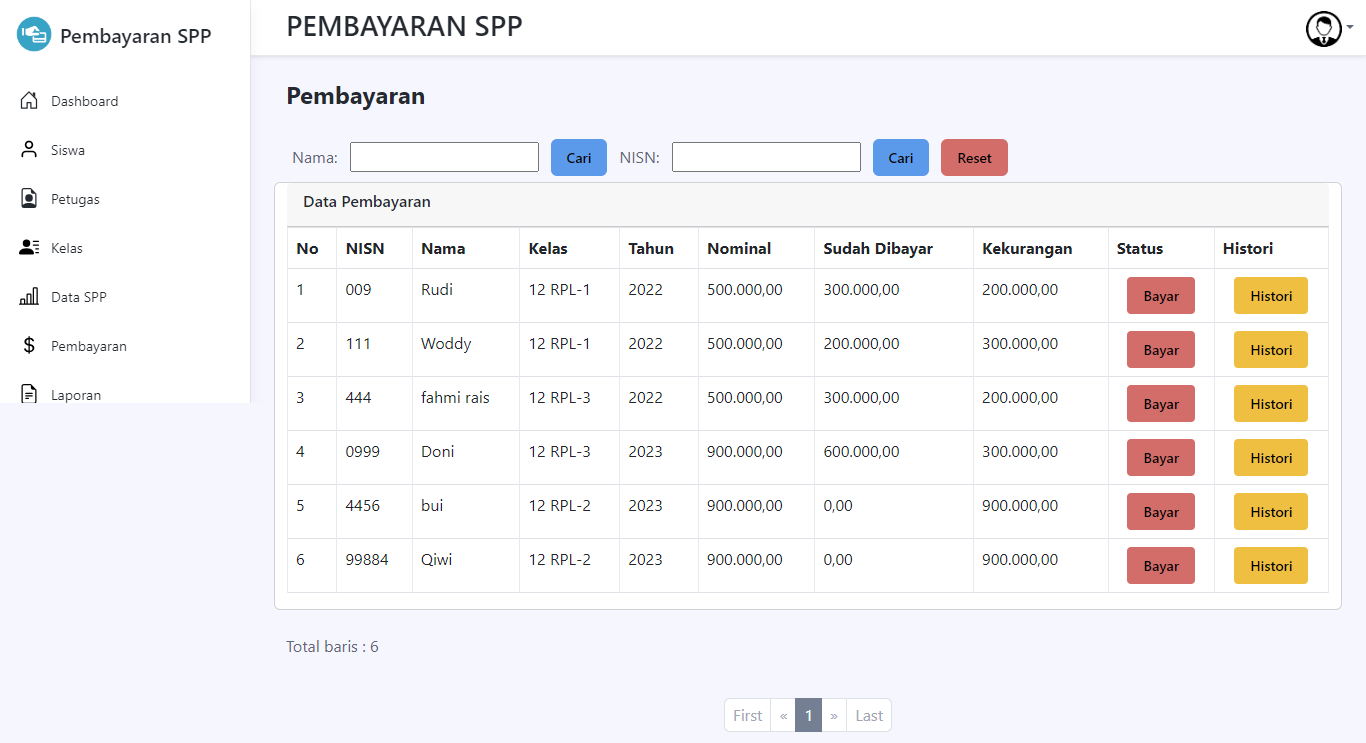 Pembayaran SPP
PEMBAYARAN SPP
Dashboard
Siswa
Petugas
Kelas
Data SPP
Pembayaran
Laporan
Pembayaran
Nama: Cari NISN: Cari Reset
Data Pembayaran
No NISN Nama Kelas Tahun Nominal Sudah Dibayar Kekurangan Status Histori
1 009 Rudi 12 RPL-1 2022 500.000,00 300.000,00 200.000,00 Bayar Histori
2 111 Woddy 12 RPL-1 2022 500.000,00 200.000,00 300.000,00 Bayar Histori
3 444 fahmi rais 12 RPL-3 2022 500.000,00 300.000,00 200.000,00 Bayar Histori
4 0999 Doni 12 RPL-3 2023 900.000,00 600.000,00 300.000,00 Bayar Histori
5 4456 bui 12 RPL-2 2023 900.000,00 0,00 900.000,00 Bayar Histori
6 99884 Qiwi 12 RPL-2 2023 900.000,00 0,00 900.000,00 Bayar Histori
Total baris : 6
First « 1 » Last